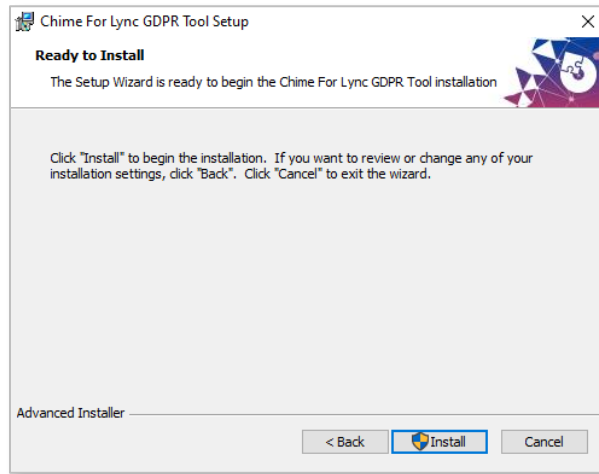 Chime For Lync GDPR Tool Setup
Ready to Install
The Setup Wizard is ready to begin the Chime For Lync GDPR Tool installation
Click "Install" to begin the installation.  If you want to review or change any of your
installation settings, click "Back".  Click "Cancel" to exit the wizard.
Advanced Installer
< Back
Install
Cancel